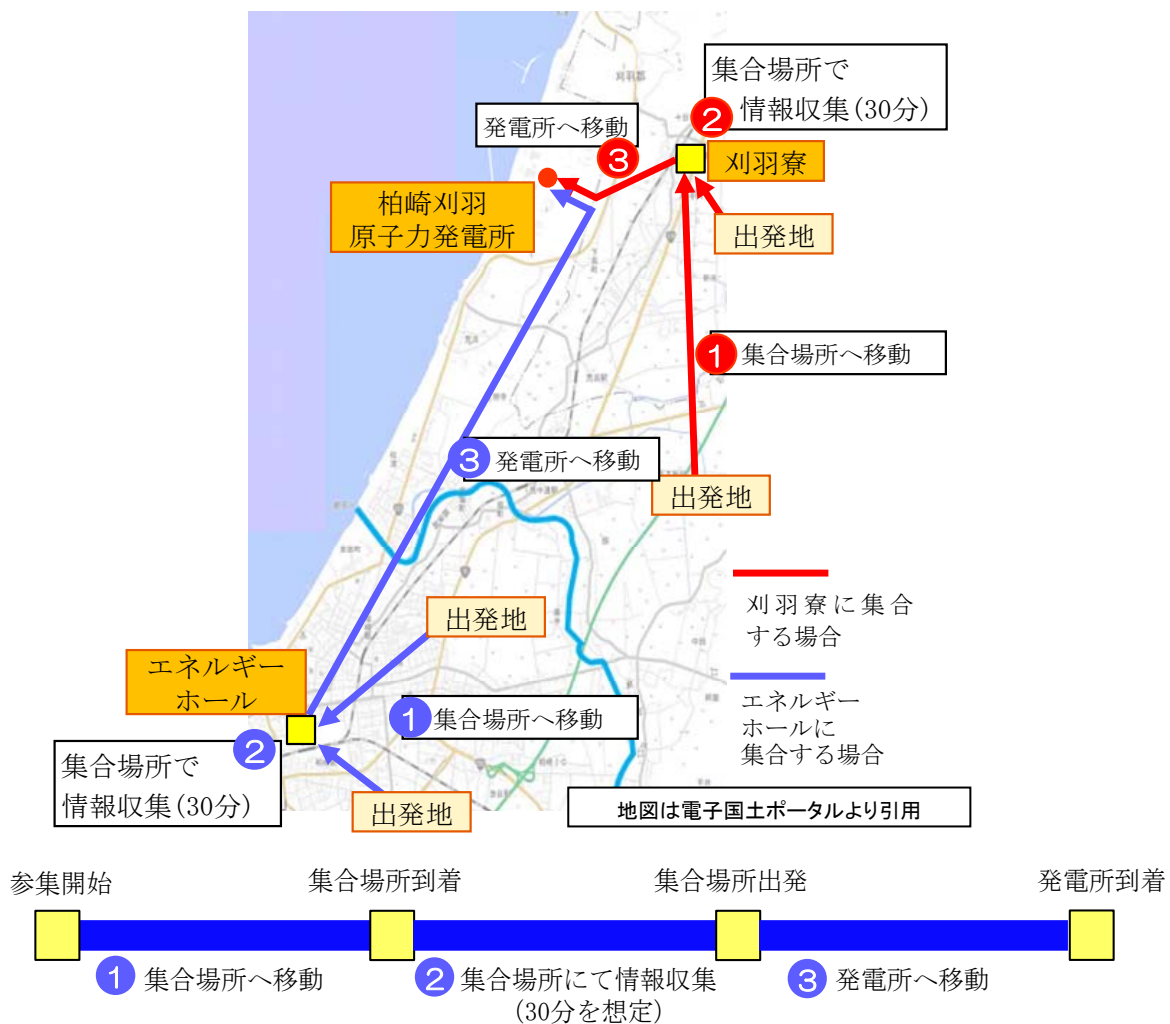 集合場所で
情報収集(30分)
②
発電所へ移動
③
刈羽寮
柏崎刈羽
原子力発電所
出発地
①
集合場所へ移動
③
発電所へ移動
出発地
刈羽寮に集合
する場合
出発地
エネルギー
ホール
①
集合場所へ移動
エネルギー
ホールに
集合する場合
②
集合場所で
情報収集(30分)
出発地
地図は電子国土ポータルより引用
参集開始
集合場所到着
集合場所出発
発電所到着
① 集合場所へ移動
② 集合場所にて情報収集
(30分を想定)
③ 発電所へ移動